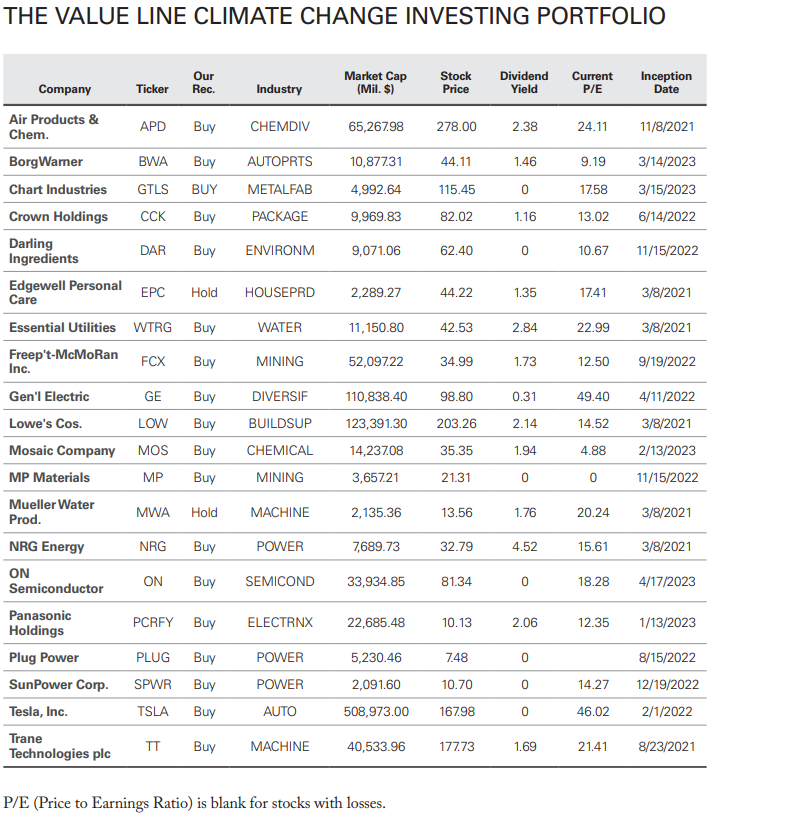 THE VALUE LINE CLIMATE CHANGE INVESTING PORTFOLIO
Company Ticker Our Rec. Industry Market Cap (Mil. $) Stock Price Dividend Yield Current P/E Inception Date
Air Products & Chem. APD Buy CHEMDIV 65,267.98 278.00 2.38 24.11 11/8/2021
BorgWarner BWA Buy AUTOPRTS 10,877.31 44.11 1.46 9.19 3/14/2023
Chart Industries GTLS BUY METALFAB 4,992.64 115.45 0 17.58 3/15/2023
Crown Holdings CCK Buy PACKAGE 9,969.83 82.02 1.16 13.02 6/14/2022
Darling Ingredients DAR Buy ENVIRONM 9,071.06 62.40 0 10.67 11/15/2022
Edgewell Personal Care EPC Hold HOUSEPRD 2,289.27 44.22 1.35 17.41 3/8/2021
Essential Utilities WTRG Buy WATER 11,150.80 42.53 2.84 22.99 3/8/2021
Freep't-McMoRan Inc. FCX Buy MINING 52,097.22 34.99 1.73 12.50 9/19/2022
Gen'l Electric GE Buy DIVERSIF 110,838.40 98.80 0.31 49.40 4/11/2022
Lowe's Cos. LOW Buy BUILDSUP 123,391.30 203.26 2.14 14.52 3/8/2021
Mosaic Company MOS Buy CHEMICAL 14,237.08 35.35 1.94 4.88 2/13/2023
MP Materials MP Buy MINING 3,657.21 21.31 0 0 11/15/2022
Mueller Water Prod. MWA Hold MACHINE 2,135.36 13.56 1.76 20.24 3/8/2021
NRG Energy NRG Buy POWER 7,689.73 32.79 4.52 15.61 3/8/2021
ON Semiconductor ON Buy SEMICOND 33,934.85 81.34 0 18.28 4/17/2023
Panasonic Holdings PCRFY Buy ELECTRNX 22,685.48 10.13 2.06 12.35 1/13/2023
Plug Power PLUG Buy POWER 5,230.46 7.48 0 8/15/2022
SunPower Corp. SPWR Buy POWER 2,091.60 10.70 0 14.27 12/19/2022
Tesla, Inc. TSLA Buy AUTO 508,973.00 167.98 0 46.02 2/1/2022
Trane Technologies plc TT Buy MACHINE 40,533.96 177.73 1.69 21.41 8/23/2021
P/E (Price to Earnings Ratio) is blank for stocks with losses.